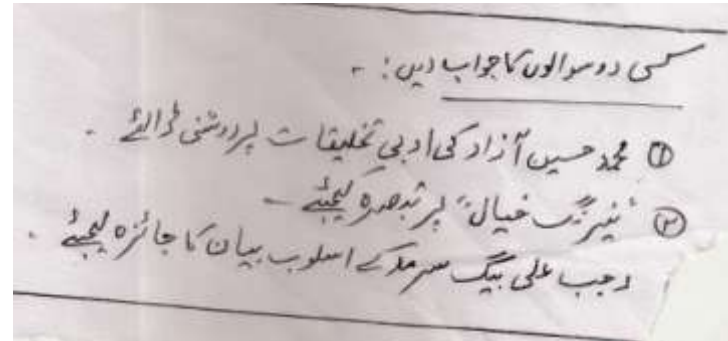 کسی دو سوالوں کا جواب دیں :-
① محمد حسین آزاد کی ادبی تخلیقات پر روشنی ڈالئے ۔
② "نیرنگ خیال" پر تبصرہ کیجئے ۔
رجب علی بیگ سرور کے اسلوب بیان کا جائزہ لیجئے ۔